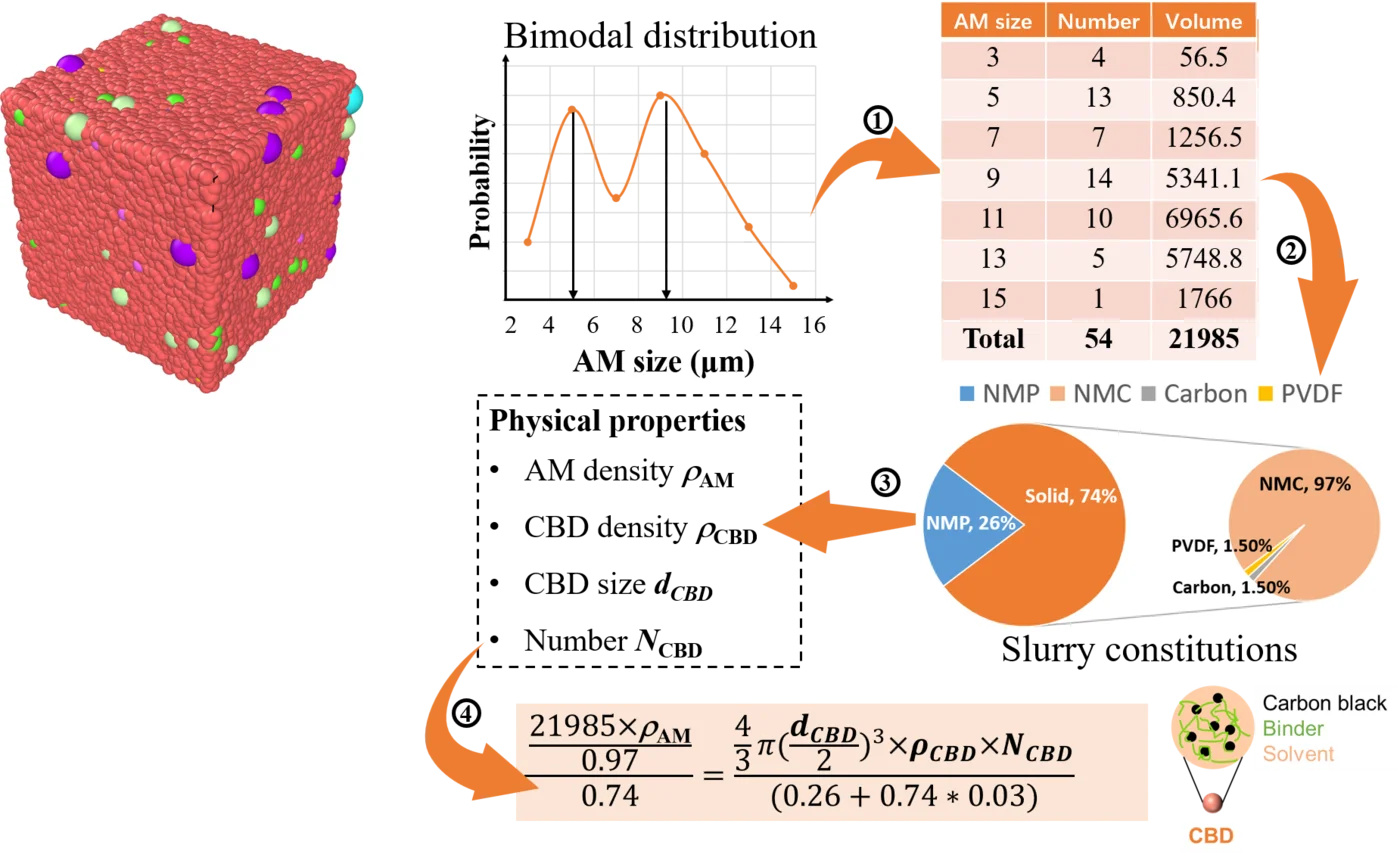 Bimodal distribution
Probability
2 4 6 8 10 12 14 16
AM size (μm)
①
AM size Number Volume
3 4 56.5
5 13 850.4
7 7 1256.5
9 14 5341.1
11 10 6965.6
13 5 5748.8
15 1 1766
Total 54 21985
②
NMP NMC Carbon PVDF
NMP, 26%
Solid, 74%
NMC, 97%
PVDF, 1.50%
Carbon, 1.50%
Slurry constitutions
③
Physical properties
• AM density ρAM
• CBD density ρCBD
• CBD size dCBD
• Number NCBD
④
21985×ρAM
0.97
0.74
=
4/3 π(dCBD/2)³×ρCBD×NCBD
(0.26 + 0.74 * 0.03)
Carbon black
Binder
Solvent
CBD